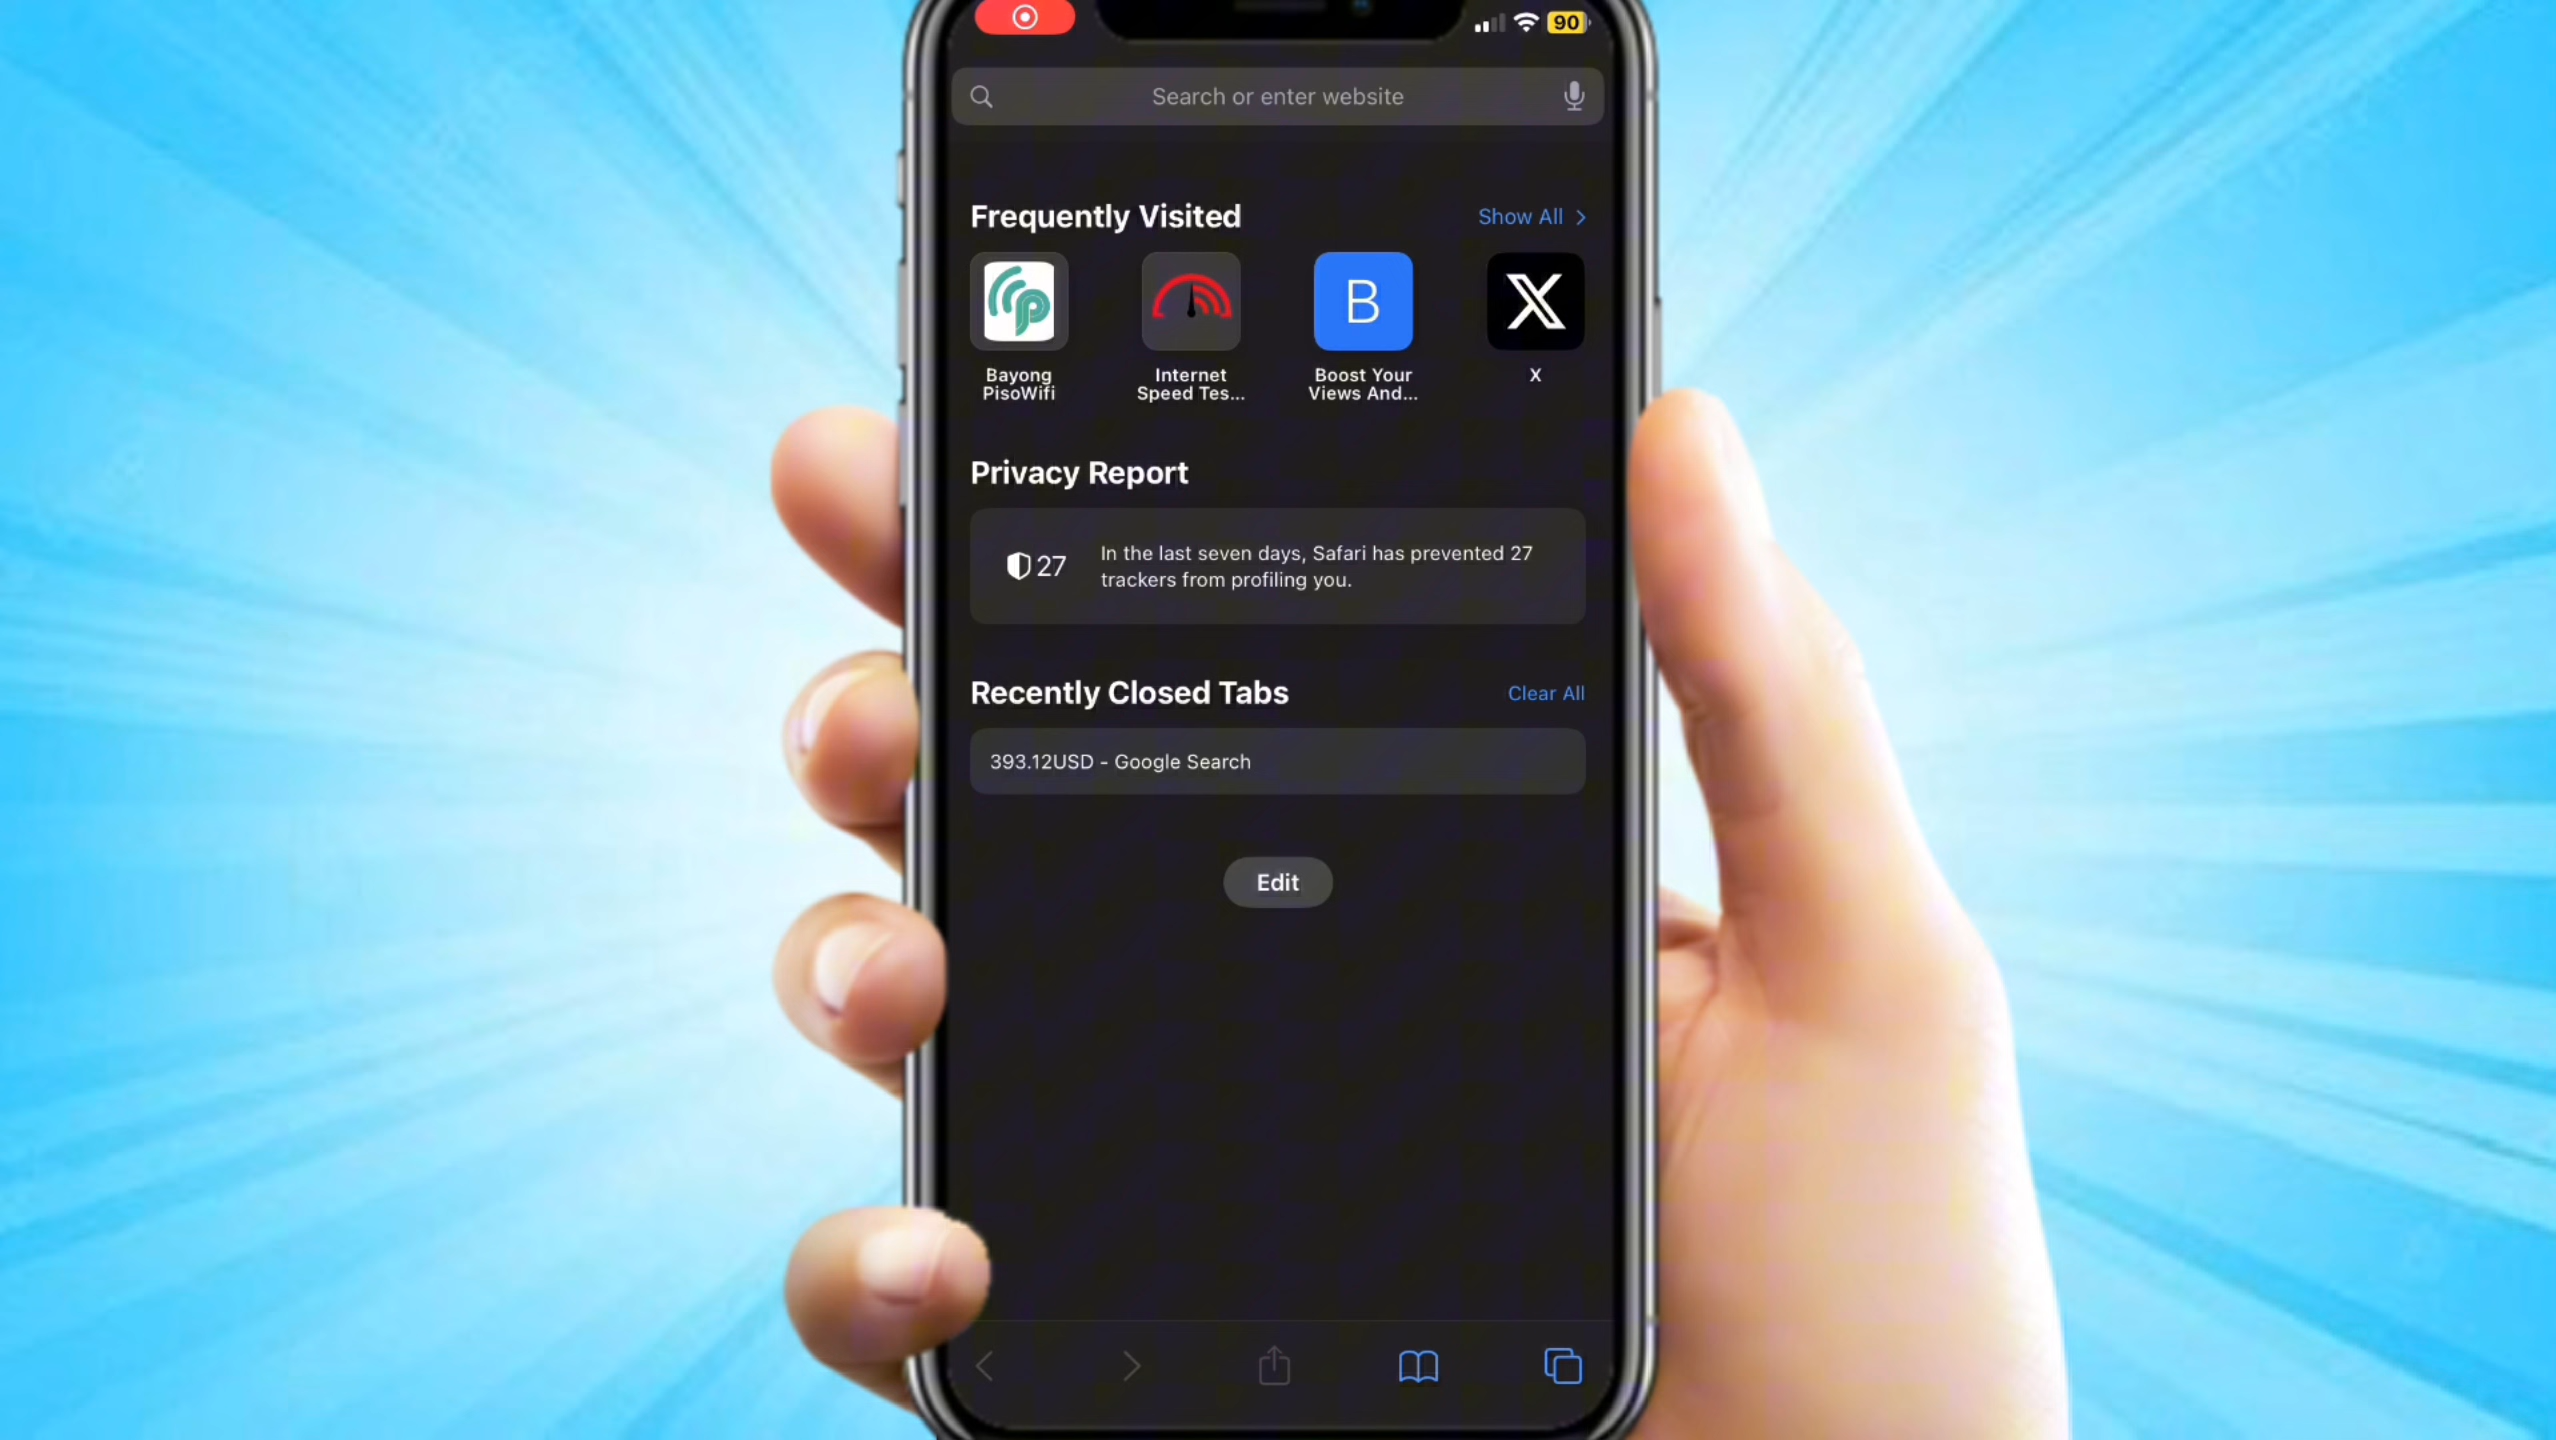 90
Search or enter website
Frequently Visited
Show All
B
X
Bayong
PisoWifi
Internet
Speed Tes...
Boost Your
Views And...
X
Privacy Report
27
In the last seven days, Safari has prevented 27
trackers from profiling you.
Recently Closed Tabs
Clear All
393.12USD - Google Search
Edit